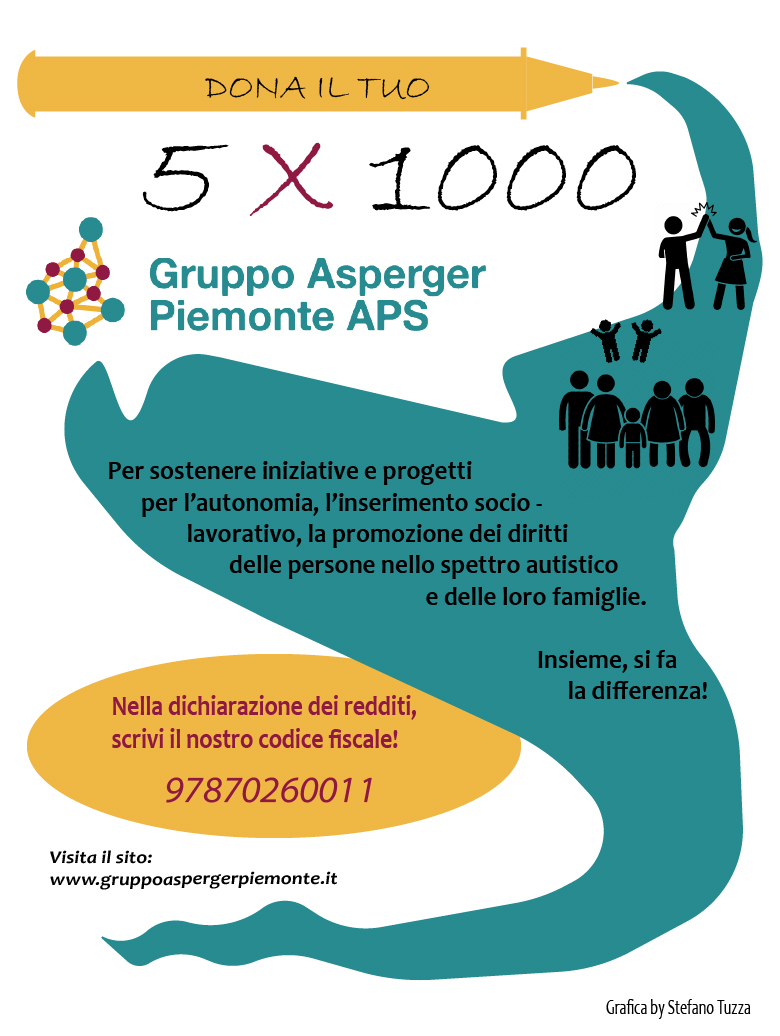 DONA IL TUO
5 X 1000
Gruppo Asperger
Piemonte APS
Per sostenere iniziative e progetti
per l’autonomia, l’inserimento socio -
lavorativo, la promozione dei diritti
delle persone nello spettro autistico
e delle loro famiglie.
Insieme, si fa
la differenza!
Nella dichiarazione dei redditi,
scrivi il nostro codice fiscale!
97870260011
Visita il sito:
www.gruppoaspergerpiemonte.it
Grafica by Stefano Tuzza